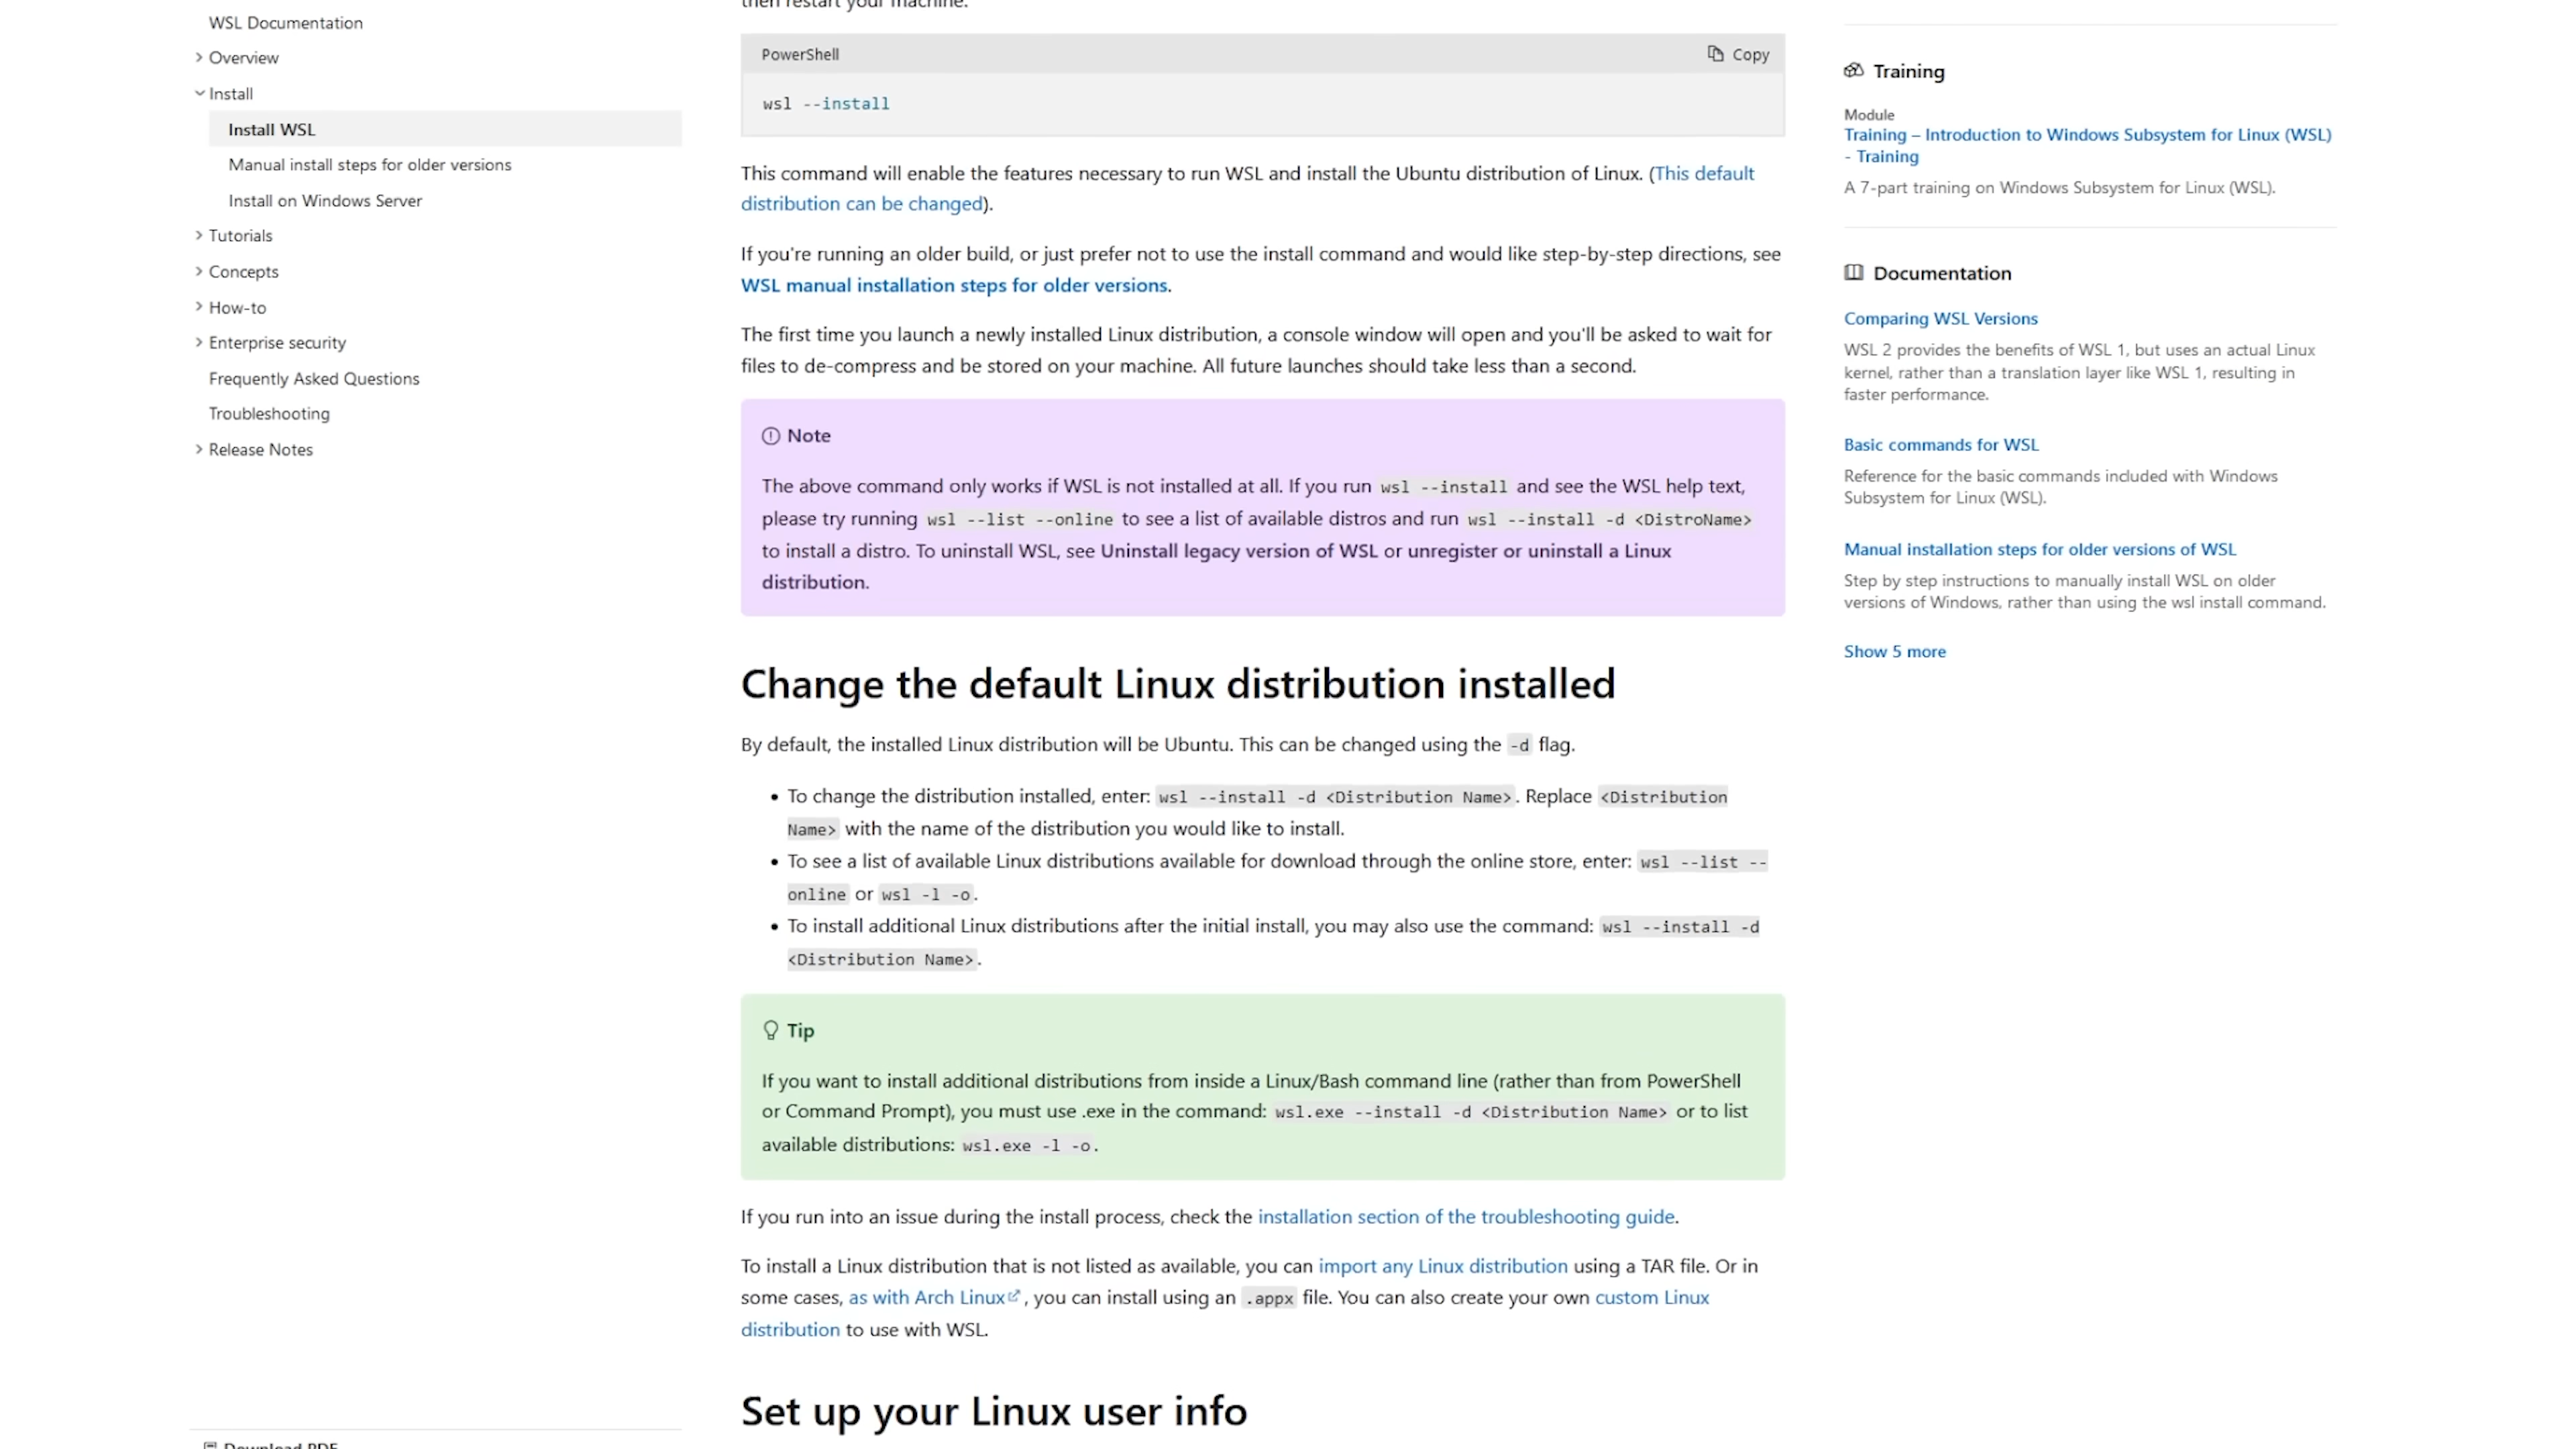 WSL Documentation
Overview
Install
Install WSL
Manual install steps for older versions
Install on Windows Server
Tutorials
Concepts
How-to
Enterprise security
Frequently Asked Questions
Troubleshooting
Release Notes
Download PDF
then restart your machine.
PowerShell
Copy
wsl --install
This command will enable the features necessary to run WSL and install the Ubuntu distribution of Linux. (This default
distribution can be changed).
If you're running an older build, or just prefer not to use the install command and would like step-by-step directions, see
WSL manual installation steps for older versions.
The first time you launch a newly installed Linux distribution, a console window will open and you'll be asked to wait for
files to de-compress and be stored on your machine. All future launches should take less than a second.
Note
The above command only works if WSL is not installed at all. If you run wsl --install and see the WSL help text,
please try running wsl --list --online to see a list of available distros and run wsl --install -d <DistroName>
to install a distro. To uninstall WSL, see Uninstall legacy version of WSL or unregister or uninstall a Linux
distribution.
Change the default Linux distribution installed
By default, the installed Linux distribution will be Ubuntu. This can be changed using the -d flag.
• To change the distribution installed, enter: wsl --install -d <Distribution Name>. Replace <Distribution
Name> with the name of the distribution you would like to install.
• To see a list of available Linux distributions available for download through the online store, enter: wsl --list --
online or wsl -l -o.
• To install additional Linux distributions after the initial install, you may also use the command: wsl --install -d
<Distribution Name>.
Tip
If you want to install additional distributions from inside a Linux/Bash command line (rather than from PowerShell
or Command Prompt), you must use .exe in the command: wsl.exe --install -d <Distribution Name> or to list
available distributions: wsl.exe -l -o.
If you run into an issue during the install process, check the installation section of the troubleshooting guide.
To install a Linux distribution that is not listed as available, you can import any Linux distribution using a TAR file. Or in
some cases, as with Arch Linux, you can install using an .appx file. You can also create your own custom Linux
distribution to use with WSL.
Set up your Linux user info
Training
Module
Training – Introduction to Windows Subsystem for Linux (WSL)
- Training
A 7-part training on Windows Subsystem for Linux (WSL).
Documentation
Comparing WSL Versions
WSL 2 provides the benefits of WSL 1, but uses an actual Linux
kernel, rather than a translation layer like WSL 1, resulting in
faster performance.
Basic commands for WSL
Reference for the basic commands included with Windows
Subsystem for Linux (WSL).
Manual installation steps for older versions of WSL
Step by step instructions to manually install WSL on older
versions of Windows, rather than using the wsl install command.
Show 5 more